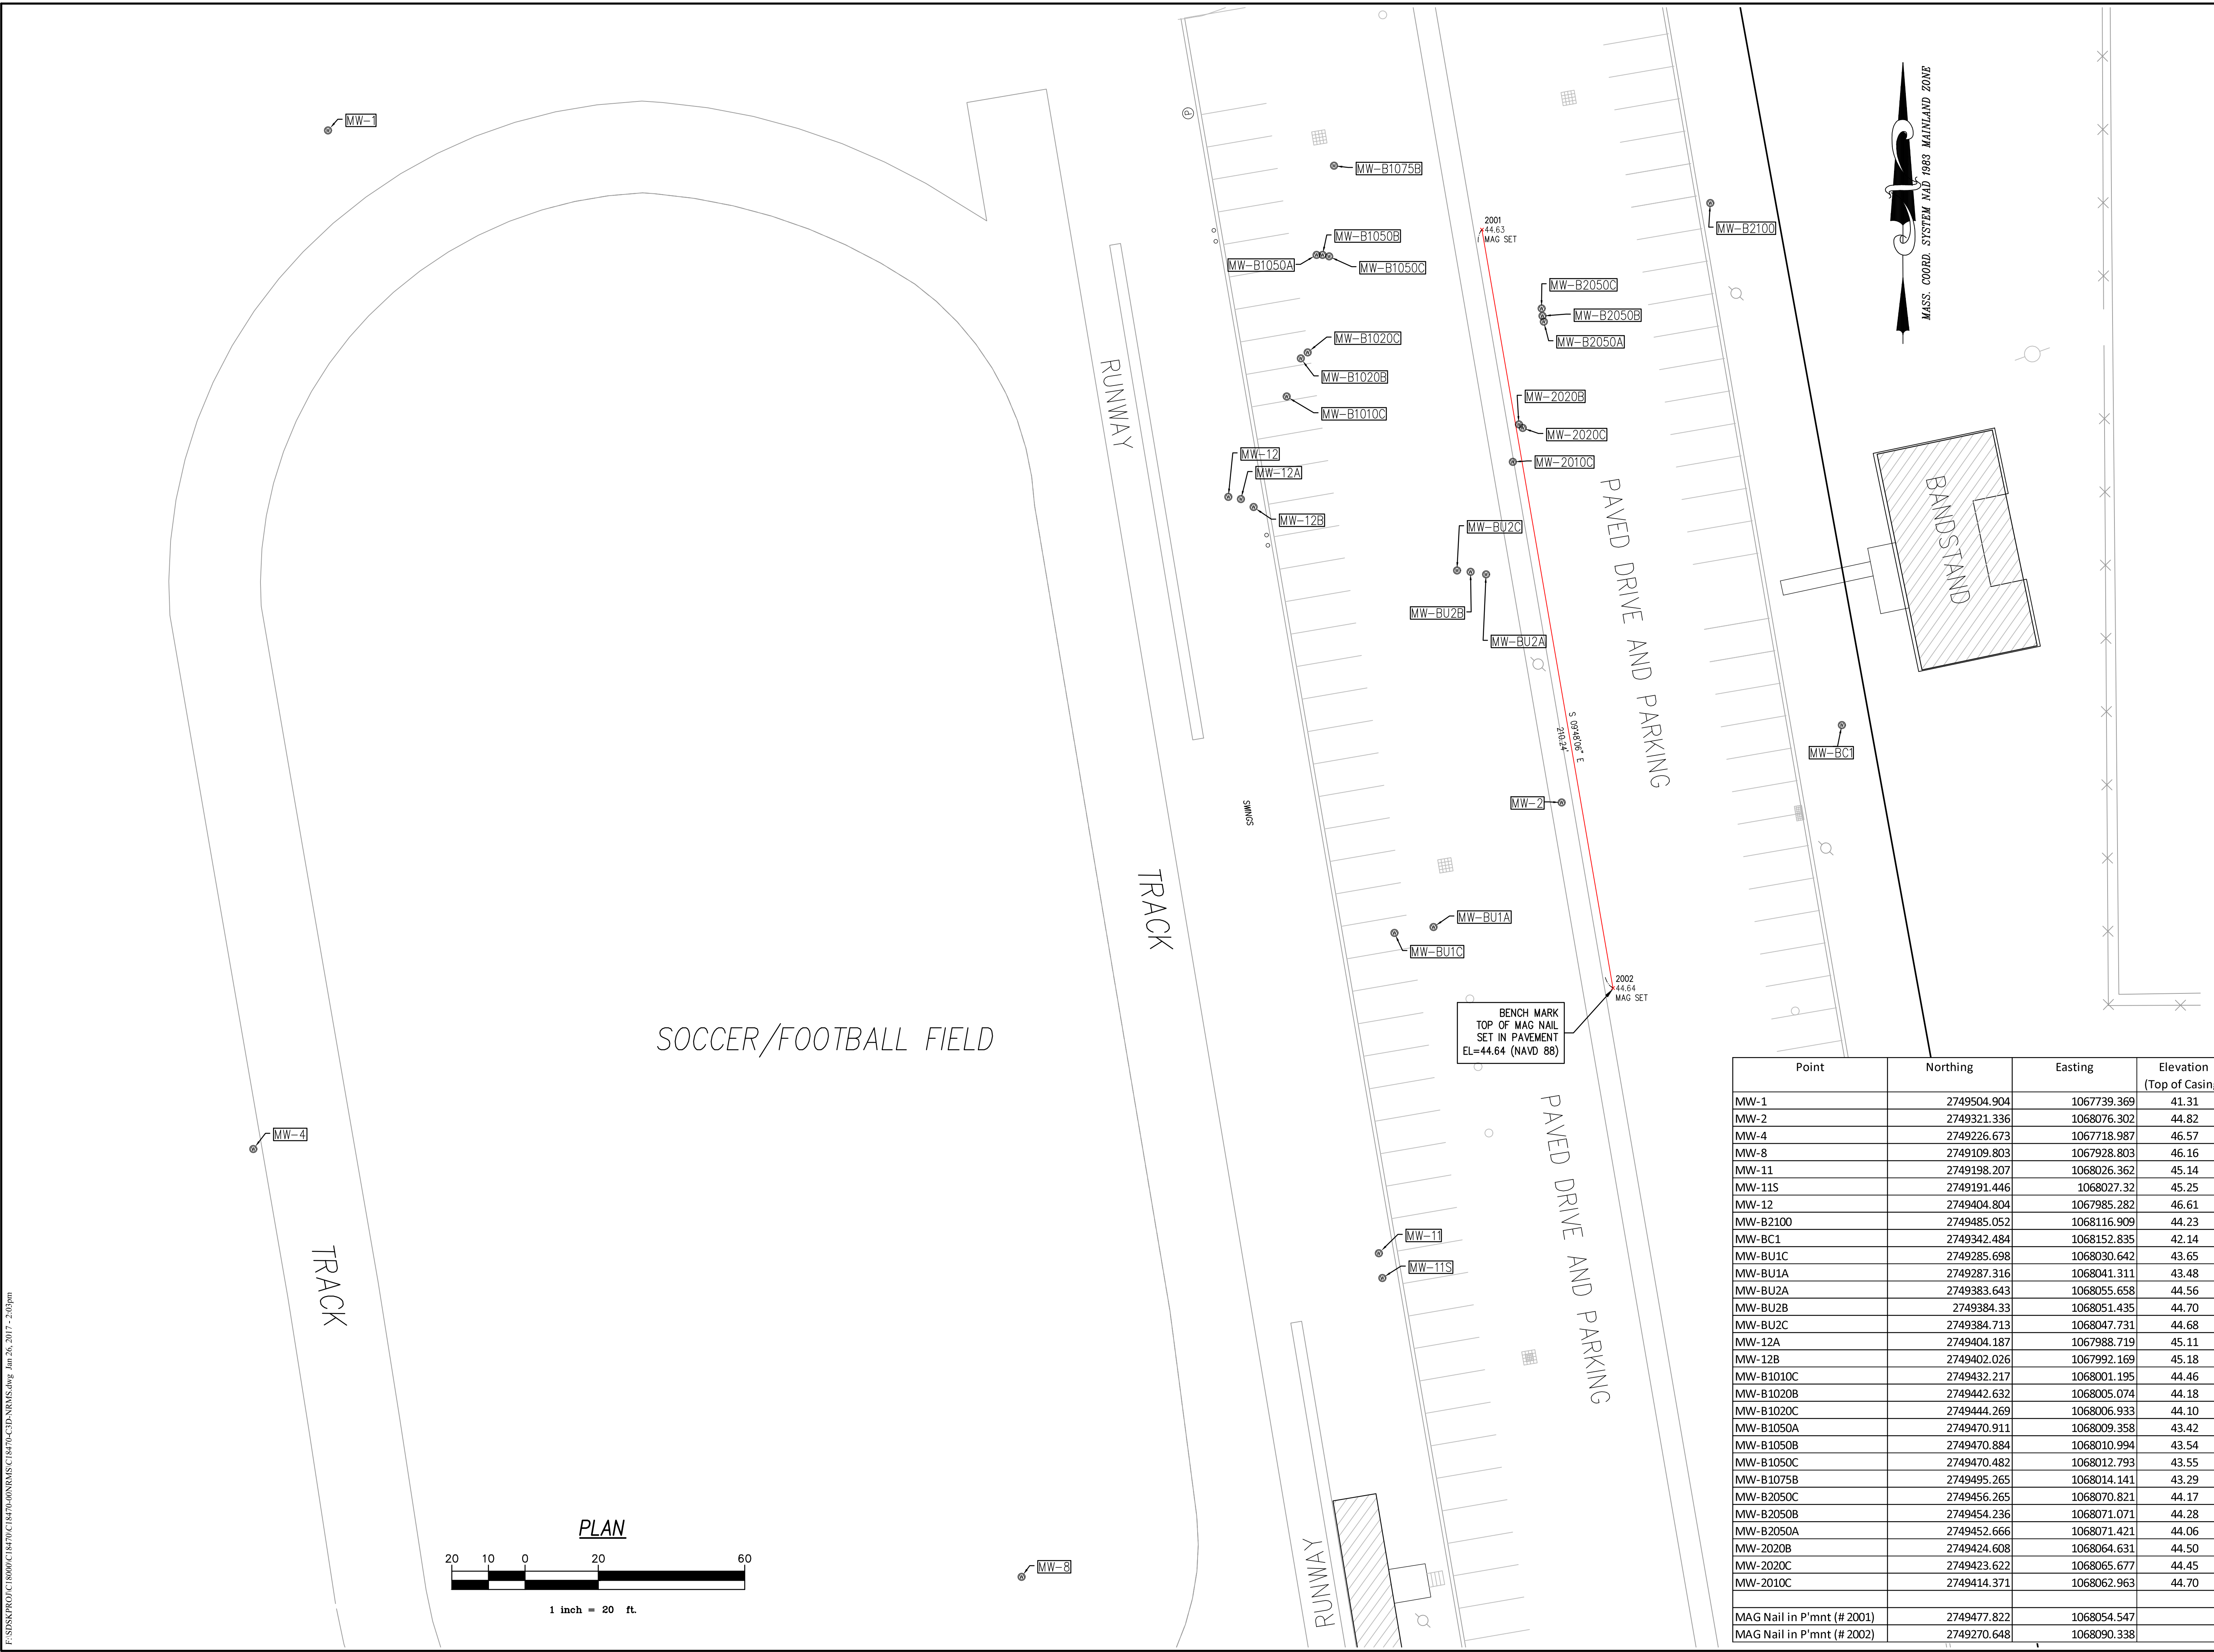 MW-1
MW-B1075B
MW-B2100
MASS. COORD. SYSTEM NAD 1983 MAINLAND ZONE
P
2001
44.63
MAG SET
MW-B1050B
MW-B1050A
MW-B1050C
MW-B2050C
MW-B2050B
MW-B2050A
MW-B1020C
MW-B1020B
MW-B1010C
RUNWAY
MW-2020B
MW-2020C
MW-2010C
MW-12
MW-12A
MW-12B
BANDSTAND
PAVED DRIVE AND PARKING
MW-BU2C
MW-BU2B
MW-BU2A
S 09°48'06" E
210.24'
MW-BC1
MW-2
SWINGS
TRACK
MW-BU1A
MW-BU1C
2002
44.64
MAG SET
BENCH MARK
TOP OF MAG NAIL
SET IN PAVEMENT
EL=44.64 (NAVD 88)
SOCCER/FOOTBALL FIELD
PAVED DRIVE AND PARKING
MW-4
TRACK
MW-11
MW-11S
RUNWAY
MW-8
PLAN
20 10 0 20 60
1 inch = 20 ft.
F:\SDSKPROJ\C18000\C18470\C18470-00NRMS\C18470-C3D-NRMS.dwg Jan 26, 2017 - 2:03pm
Point Northing Easting Elevation
(Top of Casing
MW-1 2749504.904 1067739.369 41.31
MW-2 2749321.336 1068076.302 44.82
MW-4 2749226.673 1067718.987 46.57
MW-8 2749109.803 1067928.803 46.16
MW-11 2749198.207 1068026.362 45.14
MW-11S 2749191.446 1068027.32 45.25
MW-12 2749404.804 1067985.282 46.61
MW-B2100 2749485.052 1068116.909 44.23
MW-BC1 2749342.484 1068152.835 42.14
MW-BU1C 2749285.698 1068030.642 43.65
MW-BU1A 2749287.316 1068041.311 43.48
MW-BU2A 2749383.643 1068055.658 44.56
MW-BU2B 2749384.33 1068051.435 44.70
MW-BU2C 2749384.713 1068047.731 44.68
MW-12A 2749404.187 1067988.719 45.11
MW-12B 2749402.026 1067992.169 45.18
MW-B1010C 2749432.217 1068001.195 44.46
MW-B1020B 2749442.632 1068005.074 44.18
MW-B1020C 2749444.269 1068006.933 44.10
MW-B1050A 2749470.911 1068009.358 43.42
MW-B1050B 2749470.884 1068010.994 43.54
MW-B1050C 2749470.482 1068012.793 43.55
MW-B1075B 2749495.265 1068014.141 43.29
MW-B2050C 2749456.265 1068070.821 44.17
MW-B2050B 2749454.236 1068071.071 44.28
MW-B2050A 2749452.666 1068071.421 44.06
MW-2020B 2749424.608 1068064.631 44.50
MW-2020C 2749423.622 1068065.677 44.45
MW-2010C 2749414.371 1068062.963 44.70
MAG Nail in P'mnt (# 2001) 2749477.822 1068054.547
MAG Nail in P'mnt (# 2002) 2749270.648 1068090.338